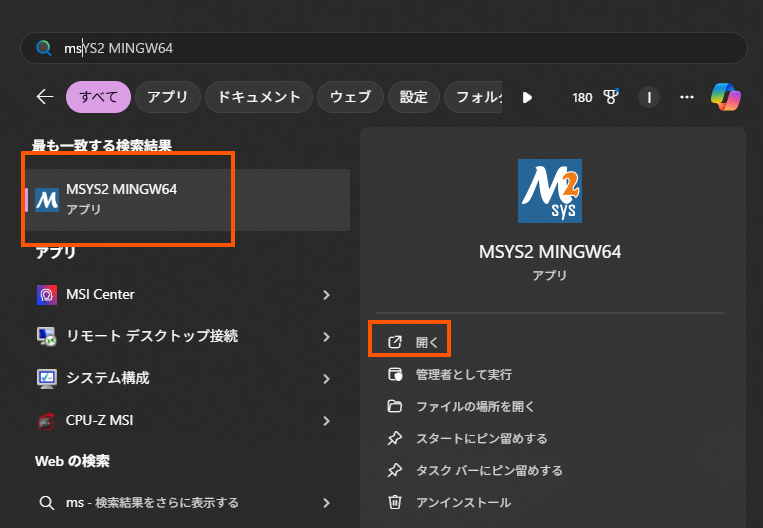 msYS2 MINGW64
すべて アプリ ドキュメント ウェブ 設定 フォル 180 I
最も一致する検索結果
MSYS2 MINGW64
アプリ
アプリ
MSI Center
リモート デスクトップ接続
システム構成
CPU-Z MSI
Web の検索
ms - 検索結果をさらに表示する
M2
sys
MSYS2 MINGW64
アプリ
開く
管理者として実行
ファイルの場所を開く
スタートにピン留めする
タスク バーにピン留めする
アンインストール